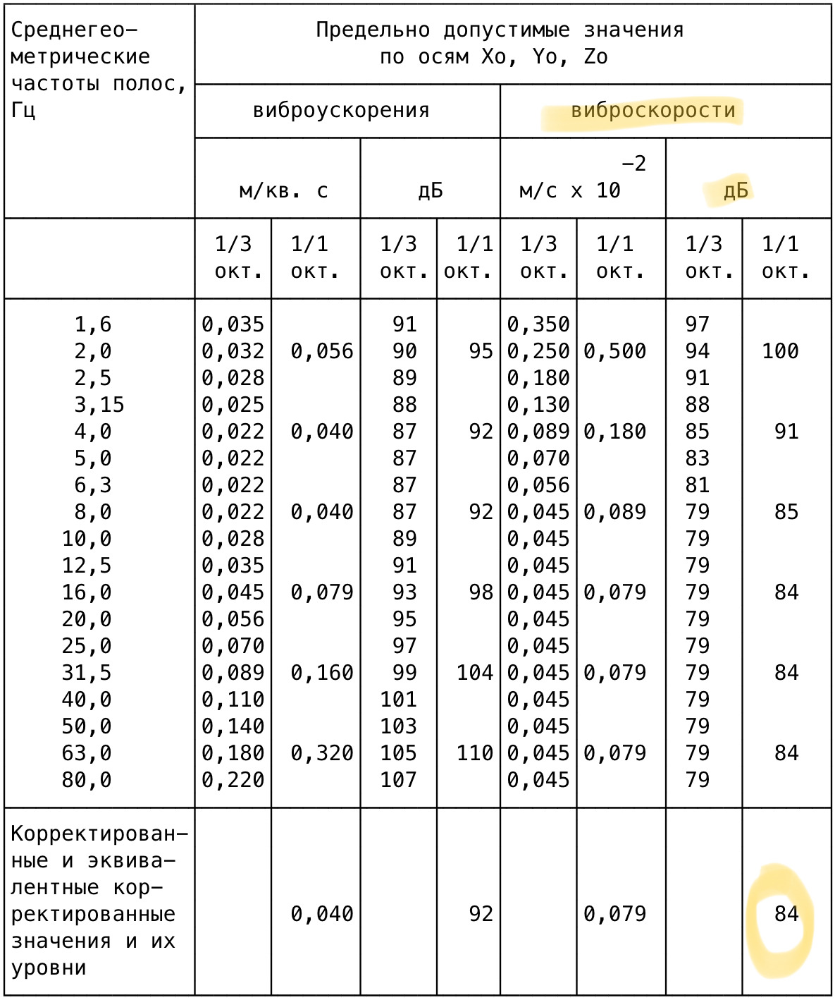 Среднегео-
метрические
частоты полос,
Гц
Предельно допустимые значения
по осям Xo, Yo, Zo
виброускорения
виброскорости
м/кв. с
дБ
-2
м/с x 10
дБ
1/3 1/1 1/3 1/1 1/3 1/1 1/3 1/1
окт. окт. окт. окт. окт. окт. окт. окт.
1,6 0,035 91 0,350 97
2,0 0,032 0,056 90 95 0,250 0,500 94 100
2,5 0,028 89 0,180 91
3,15 0,025 88 0,130 88
4,0 0,022 0,040 87 92 0,089 0,180 85 91
5,0 0,022 87 0,070 83
6,3 0,022 87 0,056 81
8,0 0,022 0,040 87 92 0,045 0,089 79 85
10,0 0,028 89 0,045 79
12,5 0,035 91 0,045 79
16,0 0,045 0,079 93 98 0,045 0,079 79 84
20,0 0,056 95 0,045 79
25,0 0,070 97 0,045 79
31,5 0,089 0,160 99 104 0,045 0,079 79 84
40,0 0,110 101 0,045 79
50,0 0,140 103 0,045 79
63,0 0,180 0,320 105 110 0,045 0,079 79 84
80,0 0,220 107 0,045 79
Корректирован-
ные и эквива-
лентные кор-
ректированные 0,040 92 0,079 84
значения и их
уровни